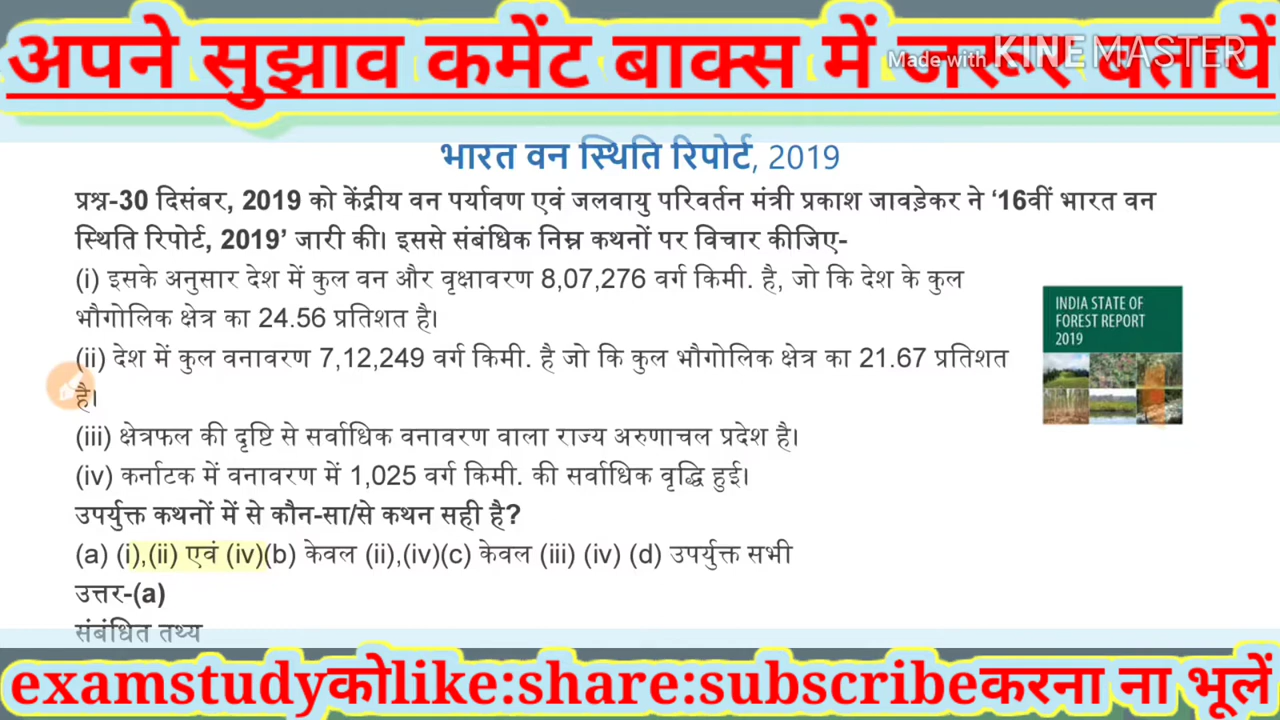 अपने सुझाव कमेंट बाक्स में जरूर बतायें
Made with KINEMASTER
भारत वन स्थिति रिपोर्ट, 2019
प्रश्न-30 दिसंबर, 2019 को केंद्रीय वन पर्यावण एवं जलवायु परिवर्तन मंत्री प्रकाश जावड़ेकर ने ‘16वीं भारत वन
स्थिति रिपोर्ट, 2019’ जारी की। इससे संबंधिक निम्न कथनों पर विचार कीजिए-
(i) इसके अनुसार देश में कुल वन और वृक्षावरण 8,07,276 वर्ग किमी. है, जो कि देश के कुल
भौगोलिक क्षेत्र का 24.56 प्रतिशत है।
(ii) देश में कुल वनावरण 7,12,249 वर्ग किमी. है जो कि कुल भौगोलिक क्षेत्र का 21.67 प्रतिशत
है।
(iii) क्षेत्रफल की दृष्टि से सर्वाधिक वनावरण वाला राज्य अरुणाचल प्रदेश है।
(iv) कर्नाटक में वनावरण में 1,025 वर्ग किमी. की सर्वाधिक वृद्धि हुई।
उपर्युक्त कथनों में से कौन-सा/से कथन सही है?
(a) (i),(ii) एवं (iv)(b) केवल (ii),(iv)(c) केवल (iii) (iv) (d) उपर्युक्त सभी
उत्तर-(a)
संबंधित तथ्य
INDIA STATE OF
FOREST REPORT
2019
examstudyकोlike:share:subscribeकरना ना भूलें